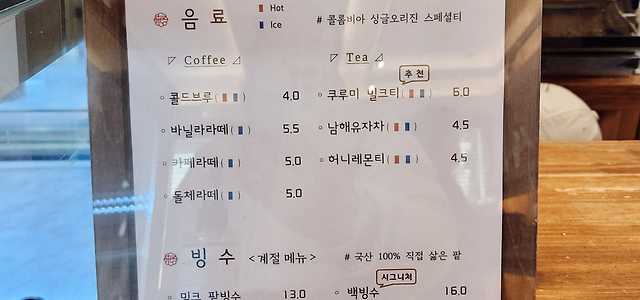 음 료
Hot
Ice
# 콜롬비아 싱글오리진 스페셜티
Coffee
Tea
추천
콜드브루( ) 4.0
쿠루미 밀크티( ) 6.0
바닐라라떼( ) 5.5
남해유자차( ) 4.5
카페라떼( ) 5.0
허니레몬티( ) 4.5
돌체라떼( ) 5.0
빙 수 <계절 메뉴>
# 국산 100% 직접 삶은 팥
시그니처
밀크 팥빙수 13.0
백빙수 16.0